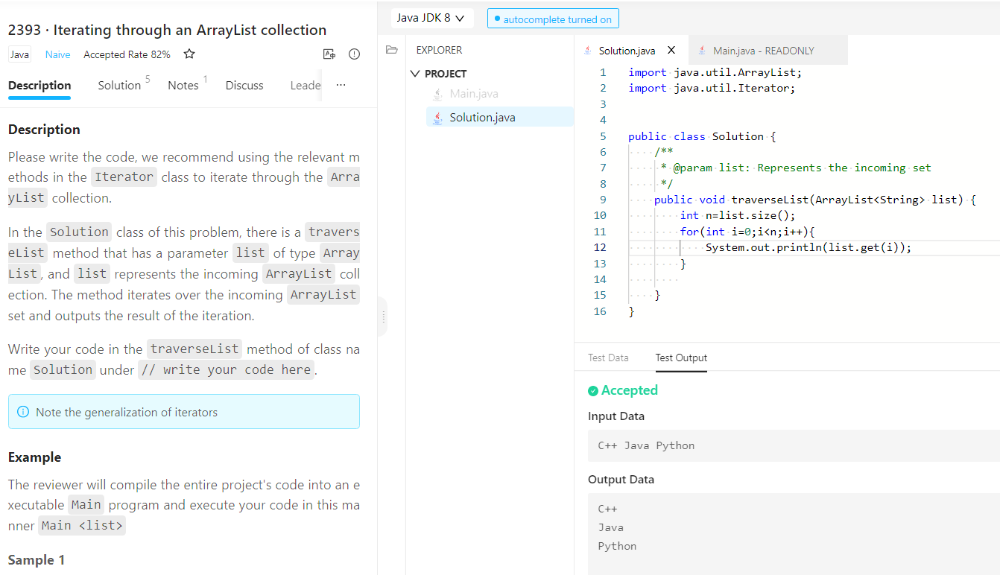 2393 · Iterating through an ArrayList collection
Java Naive Accepted Rate 82%
Description Solution 5 Notes 1 Discuss Leade ...
Description
Please write the code, we recommend using the relevant m
ethods in the Iterator class to iterate through the Arra
yList collection.
In the Solution class of this problem, there is a travers
eList method that has a parameter list of type Array
List, and list represents the incoming ArrayList coll
ection. The method iterates over the incoming ArrayList
set and outputs the result of the iteration.
Write your code in the traverseList method of class na
me Solution under // write your code here.
Note the generalization of iterators
Example
The reviewer will compile the entire project's code into an e
xecutable Main program and execute your code in this ma
nner Main <list>
Sample 1
Java JDK 8 autocomplete turned on
EXPLORER
PROJECT
Main.java
Solution.java
Solution.java X Main.java - READONLY
1 import java.util.ArrayList;
2 import java.util.Iterator;
3
4
5 public class Solution {
6 /**
7 * @param list: Represents the incoming set
8 */
9 public void traverseList(ArrayList<String> list) {
10 int n=list.size();
11 for(int i=0;i<n;i++){
12 System.out.println(list.get(i));
13 }
14
15 }
16 }
Test Data Test Output
Accepted
Input Data
C++ Java Python
Output Data
C++
Java
Python